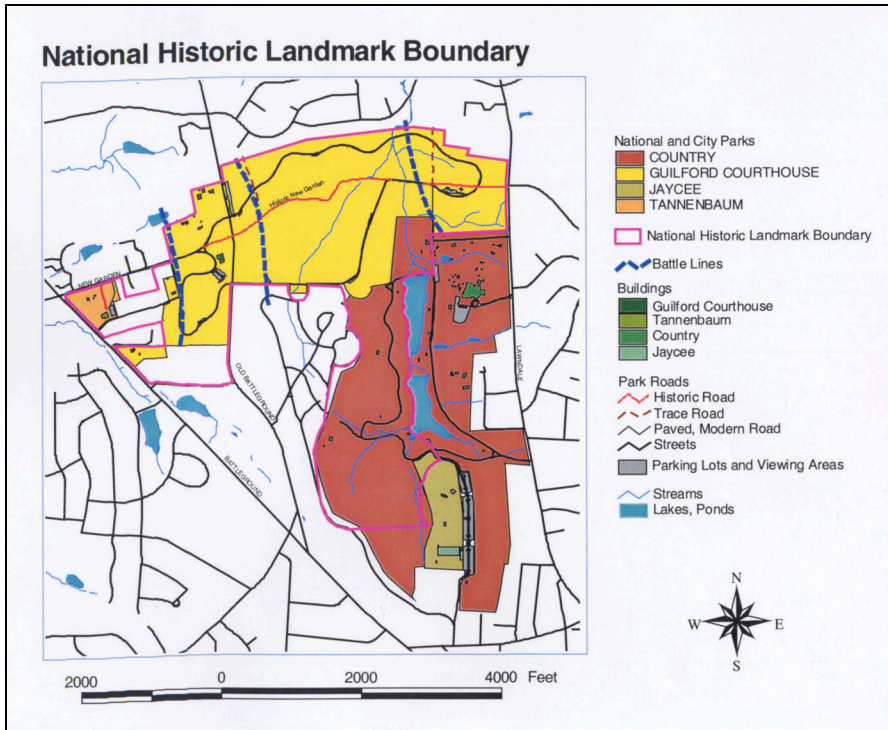 National Historic Landmark Boundary
Historic New Garden
NEW GARDEN
OLD BATTLEGROUND
BATTLEGROUND
LAWNDALE
National and City Parks
COUNTRY
GUILFORD COURTHOUSE
JAYCEE
TANNENBAUM
National Historic Landmark Boundary
Battle Lines
Buildings
Guilford Courthouse
Tannenbaum
Country
Jaycee
Park Roads
Historic Road
Trace Road
Paved, Modern Road
Streets
Parking Lots and Viewing Areas
Streams
Lakes, Ponds
N
W E
S
2000 0 2000 4000 Feet